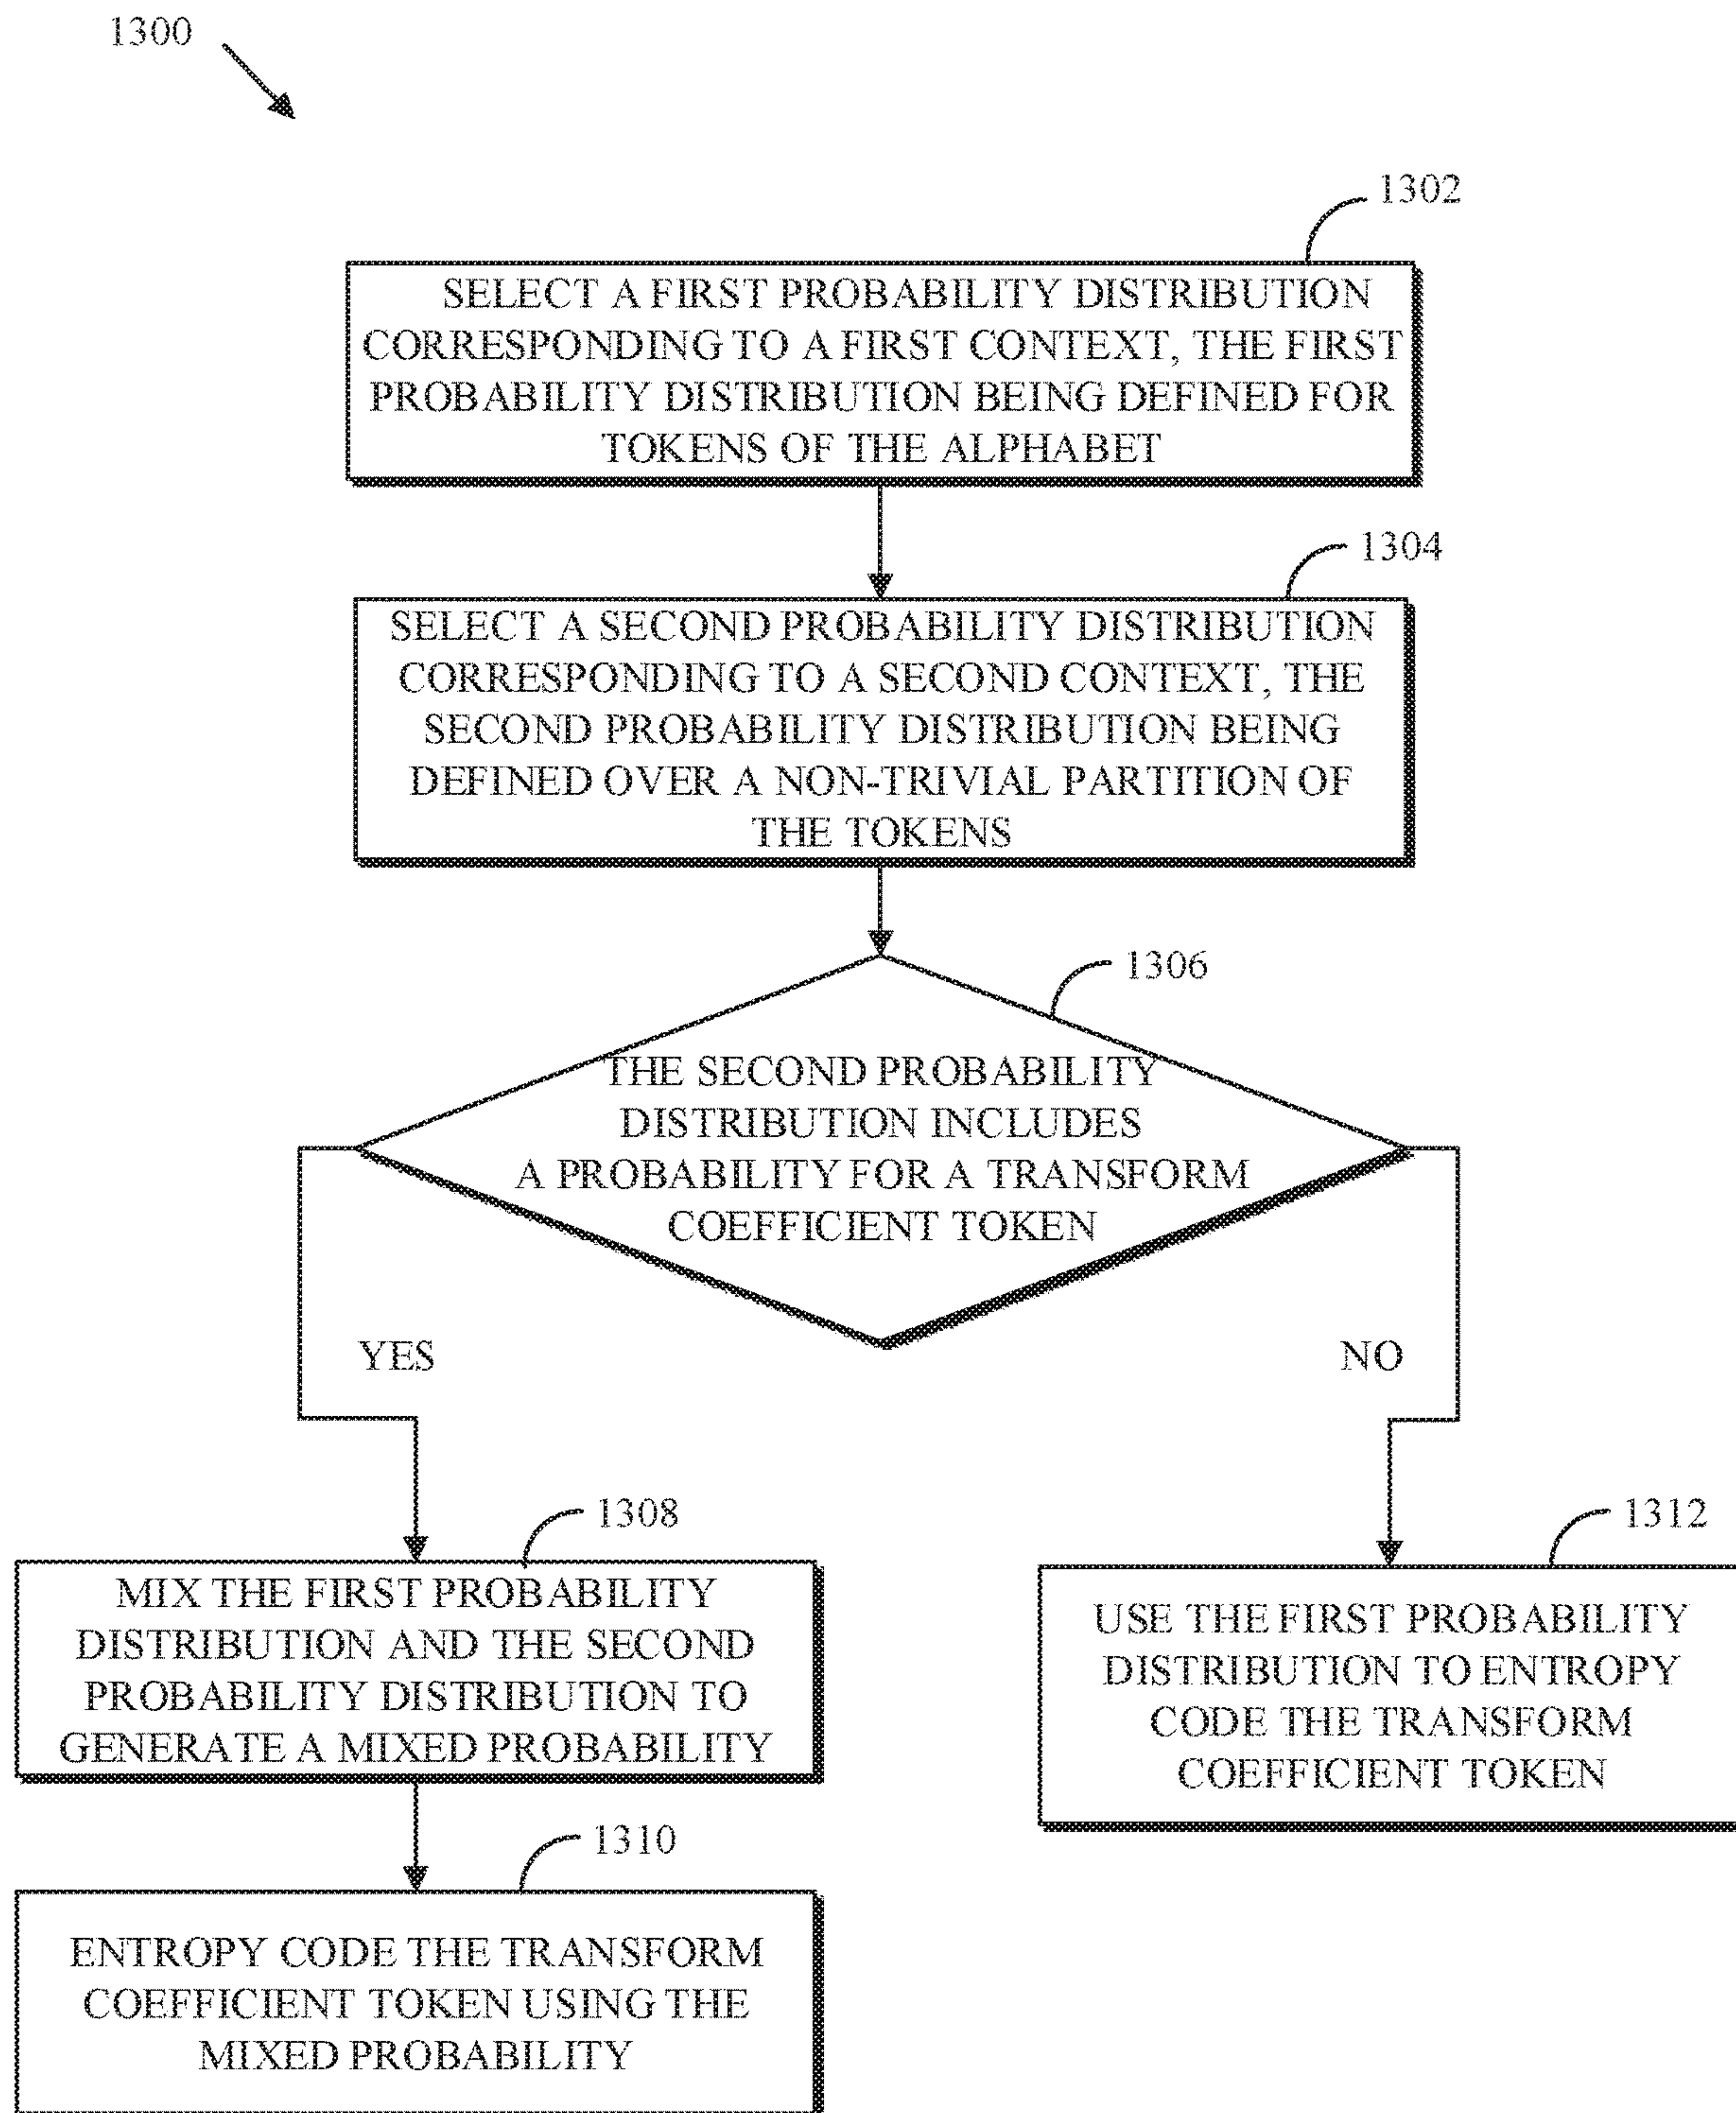 1300
1302
SELECT A FIRST PROBABILITY DISTRIBUTION
CORRESPONDING TO A FIRST CONTEXT, THE FIRST
PROBABILITY DISTRIBUTION BEING DEFINED FOR
TOKENS OF THE ALPHABET
1304
SELECT A SECOND PROBABILITY DISTRIBUTION
CORRESPONDING TO A SECOND CONTEXT, THE
SECOND PROBABILITY DISTRIBUTION BEING
DEFINED OVER A NON-TRIVIAL PARTITION OF
THE TOKENS
1306
THE SECOND PROBABILITY
DISTRIBUTION INCLUDES
A PROBABILITY FOR A TRANSFORM
COEFFICIENT TOKEN
YES
NO
1308
MIX THE FIRST PROBABILITY
DISTRIBUTION AND THE SECOND
PROBABILITY DISTRIBUTION TO
GENERATE A MIXED PROBABILITY
1310
ENTROPY CODE THE TRANSFORM
COEFFICIENT TOKEN USING THE
MIXED PROBABILITY
1312
USE THE FIRST PROBABILITY
DISTRIBUTION TO ENTROPY
CODE THE TRANSFORM
COEFFICIENT TOKEN